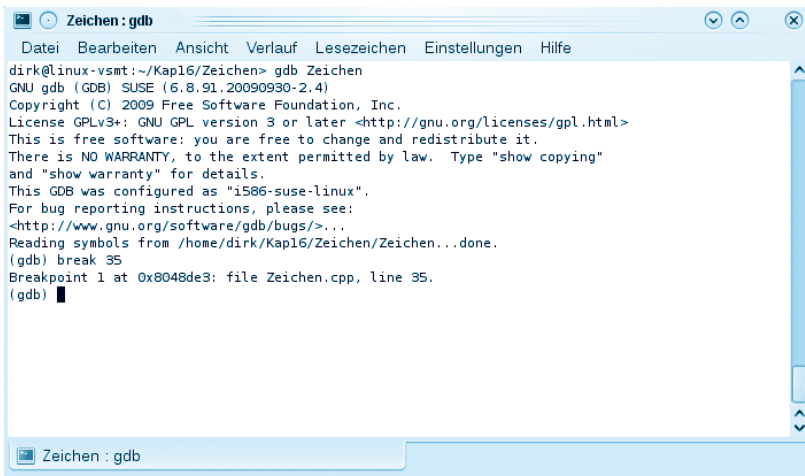 Zeichen : gdb
Datei Bearbeiten Ansicht Verlauf Lesezeichen Einstellungen Hilfe
dirk@linux-vsmt:~/Kap16/Zeichen> gdb Zeichen
GNU gdb (GDB) SUSE (6.8.91.20090930-2.4)
Copyright (C) 2009 Free Software Foundation, Inc.
License GPLv3+: GNU GPL version 3 or later <http://gnu.org/licenses/gpl.html>
This is free software: you are free to change and redistribute it.
There is NO WARRANTY, to the extent permitted by law.  Type "show copying"
and "show warranty" for details.
This GDB was configured as "i586-suse-linux".
For bug reporting instructions, please see:
<http://www.gnu.org/software/gdb/bugs/>...
Reading symbols from /home/dirk/Kap16/Zeichen/Zeichen...done.
(gdb) break 35
Breakpoint 1 at 0x8048de3: file Zeichen.cpp, line 35.
(gdb)
Zeichen : gdb